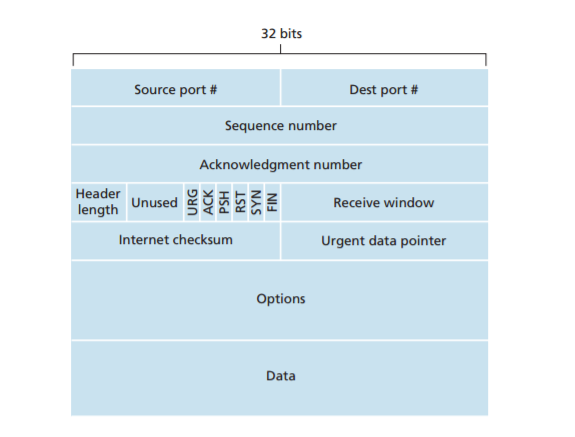 32 bits
Source port # Dest port #
Sequence number
Acknowledgment number
Header length Unused URG ACK PSH RST SYN FIN Receive window
Internet checksum Urgent data pointer
Options
Data